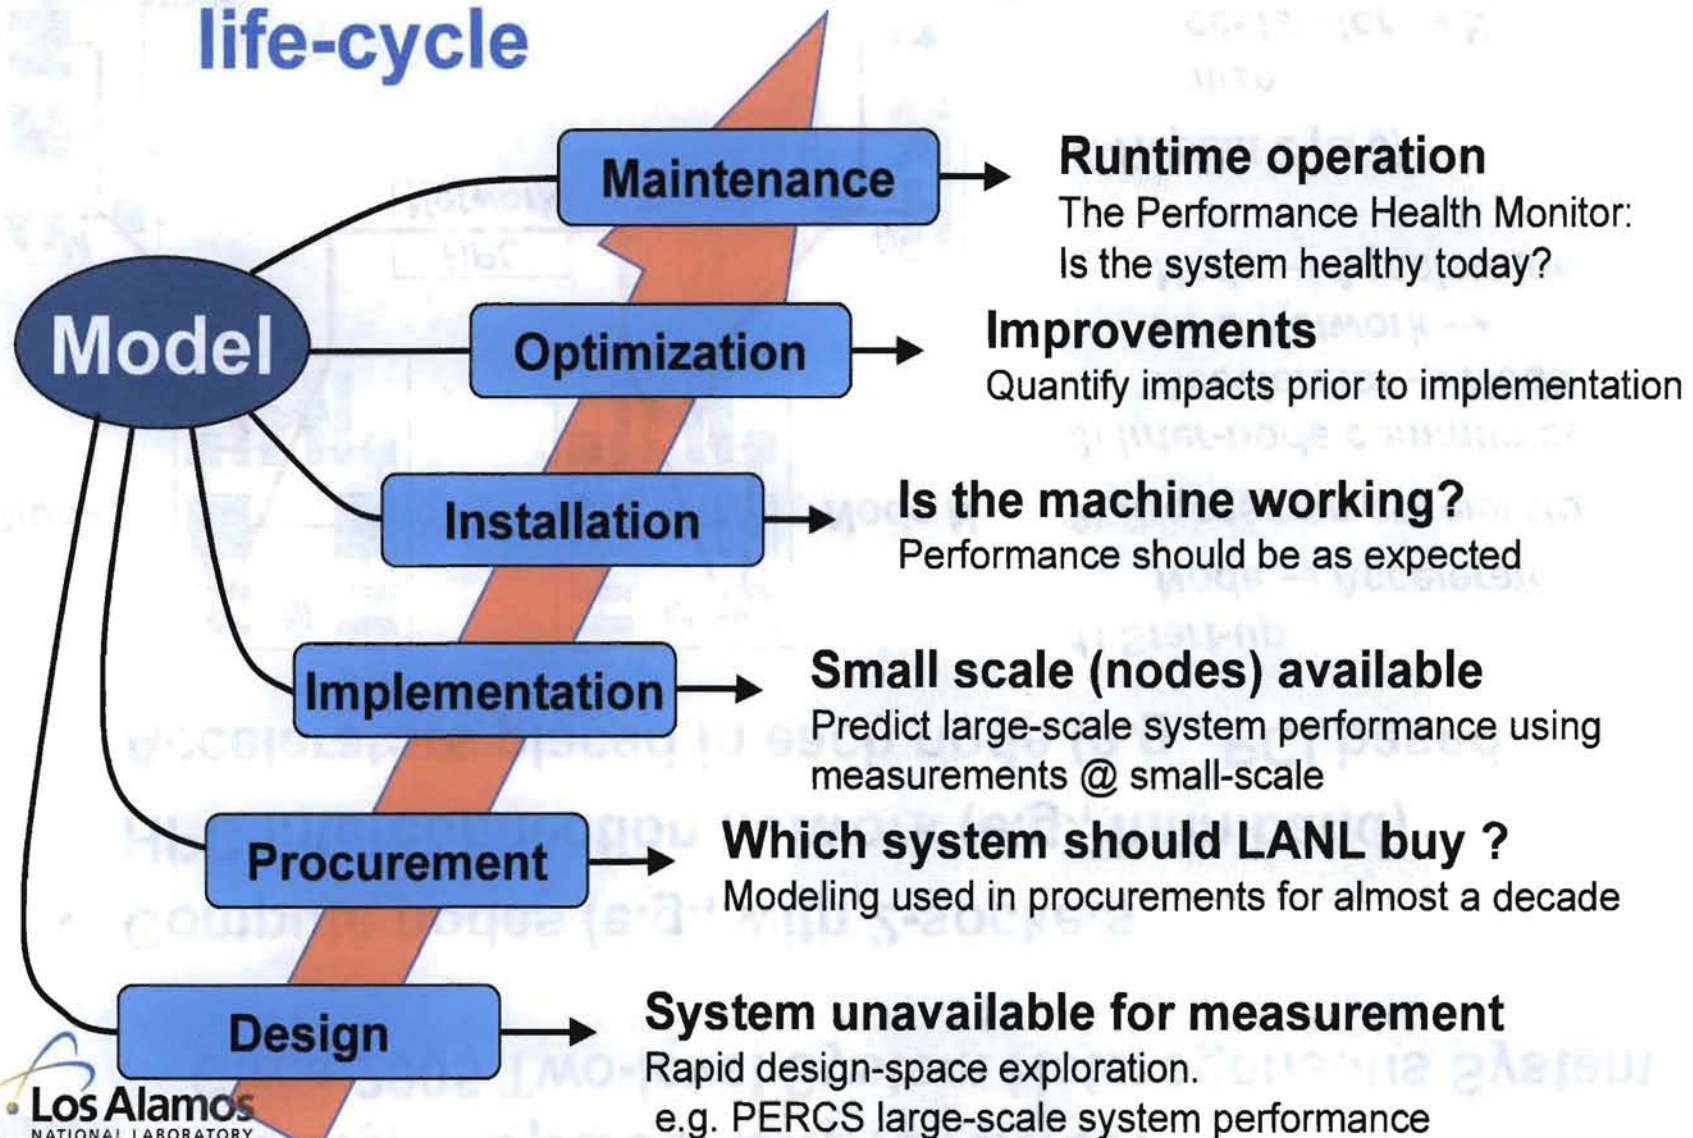 life-cycle
Maintenance
Runtime operation
The Performance Health Monitor:
Is the system healthy today?
Model
Optimization
Improvements
Quantify impacts prior to implementation
Installation
Is the machine working?
Performance should be as expected
Implementation
Small scale (nodes) available
Predict large-scale system performance using
measurements @ small-scale
Procurement
Which system should LANL buy ?
Modeling used in procurements for almost a decade
Design
System unavailable for measurement
Rapid design-space exploration.
e.g. PERCS large-scale system performance
Los Alamos
NATIONAL LABORATORY